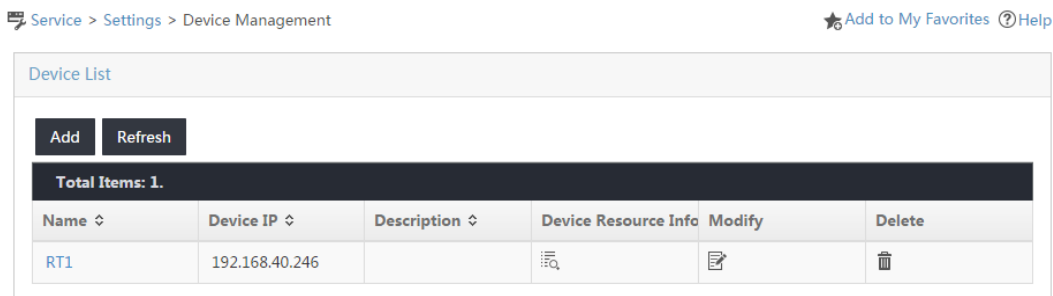 Service > Settings > Device Management
Add to My Favorites ?Help
Device List
Add Refresh
Total Items: 1.
Name Device IP Description Device Resource Info Modify Delete
RT1 192.168.40.246